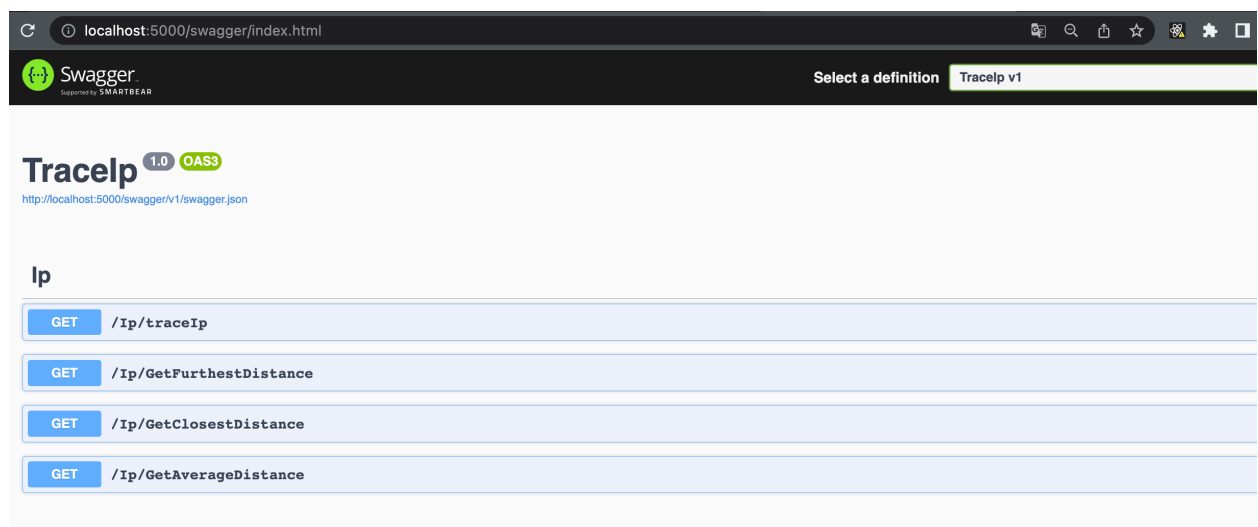 localhost:5000/swagger/index.html
Swagger
Supported by SMARTBEAR
Select a definition
TraceIp v1
TraceIp 1.0 OAS3
http://localhost:5000/swagger/v1/swagger.json
Ip
GET /Ip/traceIp
GET /Ip/GetFurthestDistance
GET /Ip/GetClosestDistance
GET /Ip/GetAverageDistance